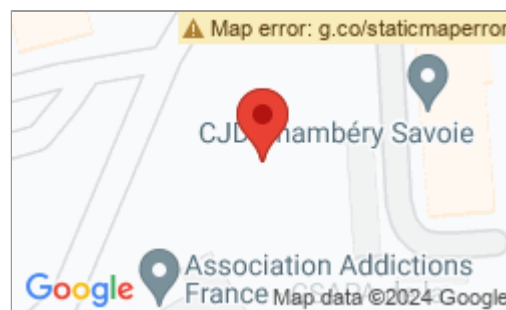 Map error: g.co/staticmaperror
CJD Chambéry Savoie
Association Addictions
France
Google
Map data ©2024 Google